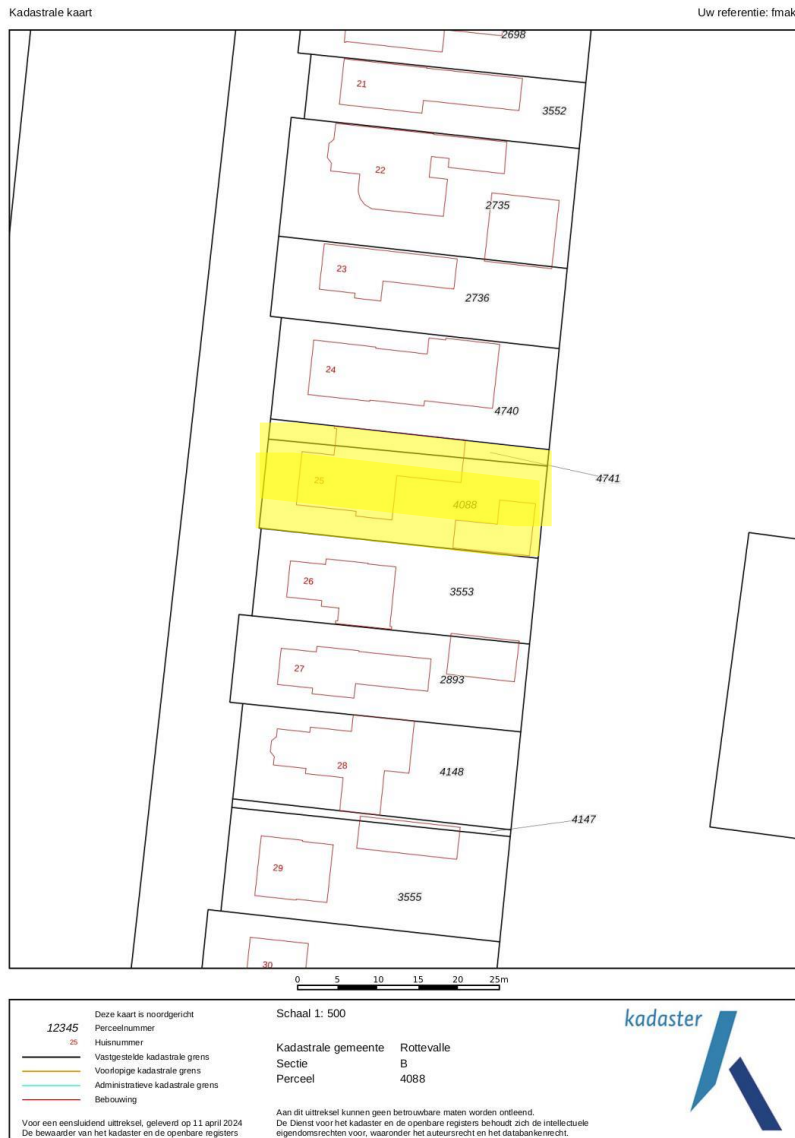 Kadastrale kaart
Uw referentie: fmak
2698
21
3552
22
2735
23
2736
24
4740
4741
25
4088
26
3553
27
2893
28
4148
4147
29
3555
30
0 5 10 15 20 25m
Deze kaart is noordgericht
12345 Perceelnummer
25 Huisnummer
Vastgestelde kadastrale grens
Voorlopige kadastrale grens
Administratieve kadastrale grens
Bebouwing
Voor een eensluidend uittreksel, geleverd op 11 april 2024
De bewaarder van het kadaster en de openbare registers
Schaal 1: 500
Kadastrale gemeente Rottevalle
Sectie B
Perceel 4088
Aan dit uittreksel kunnen geen betrouwbare maten worden ontleend.
De Dienst voor het kadaster en de openbare registers behoudt zich de intellectuele
eigendomsrechten voor, waaronder het auteursrecht en het databankenrecht.
kadaster